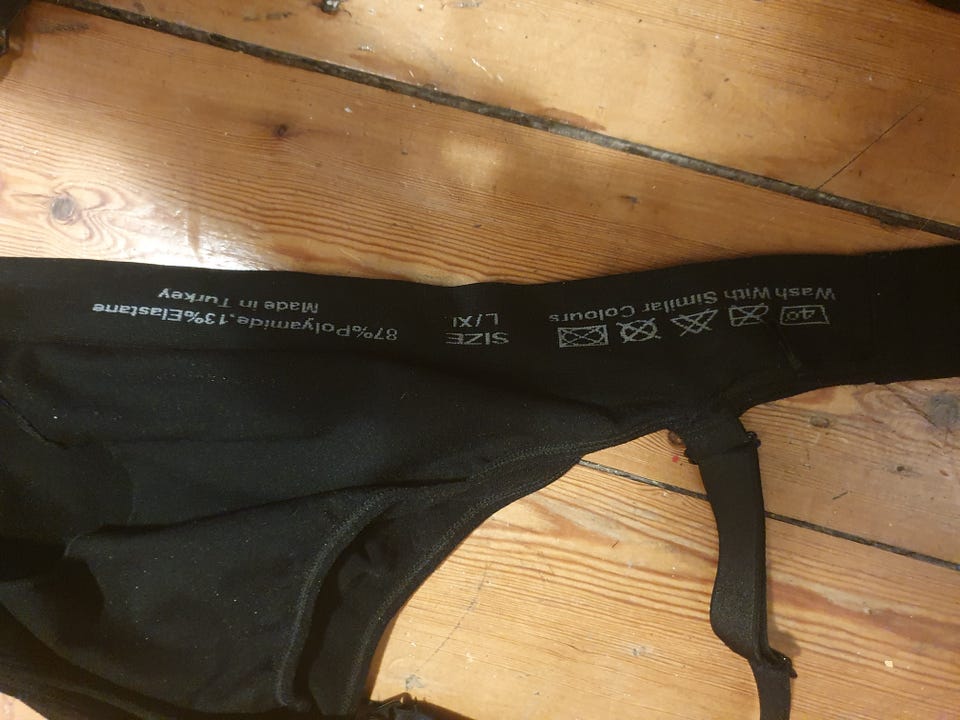 Wash With Similar Colours
40
SIZE
L/XL
87%Polyamide,13%Elastane
Made in Turkey